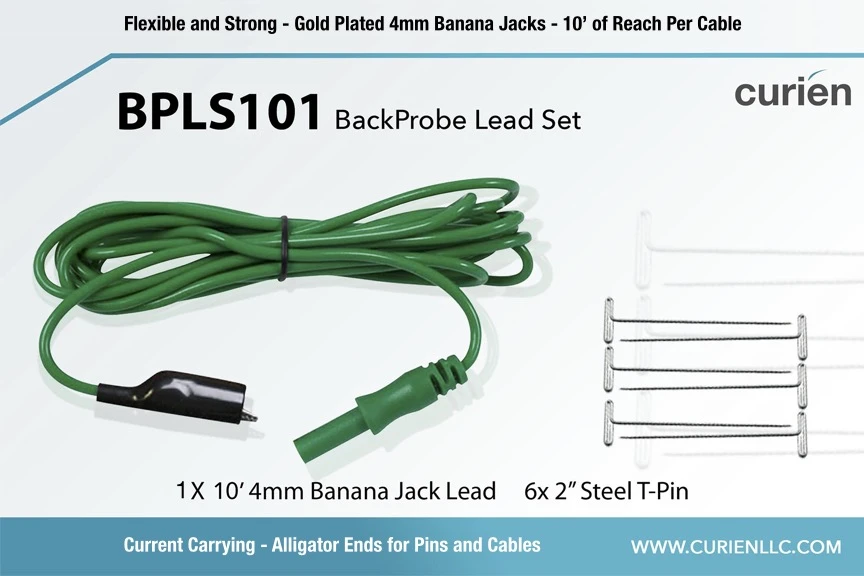 Flexible and Strong - Gold Plated 4mm Banana Jacks - 10’ of Reach Per Cable
curien
BPLS101 BackProbe Lead Set
1X 10’ 4mm Banana Jack Lead 6x 2” Steel T-Pin
Current Carrying - Alligator Ends for Pins and Cables
WWW.CURIENLLC.COM